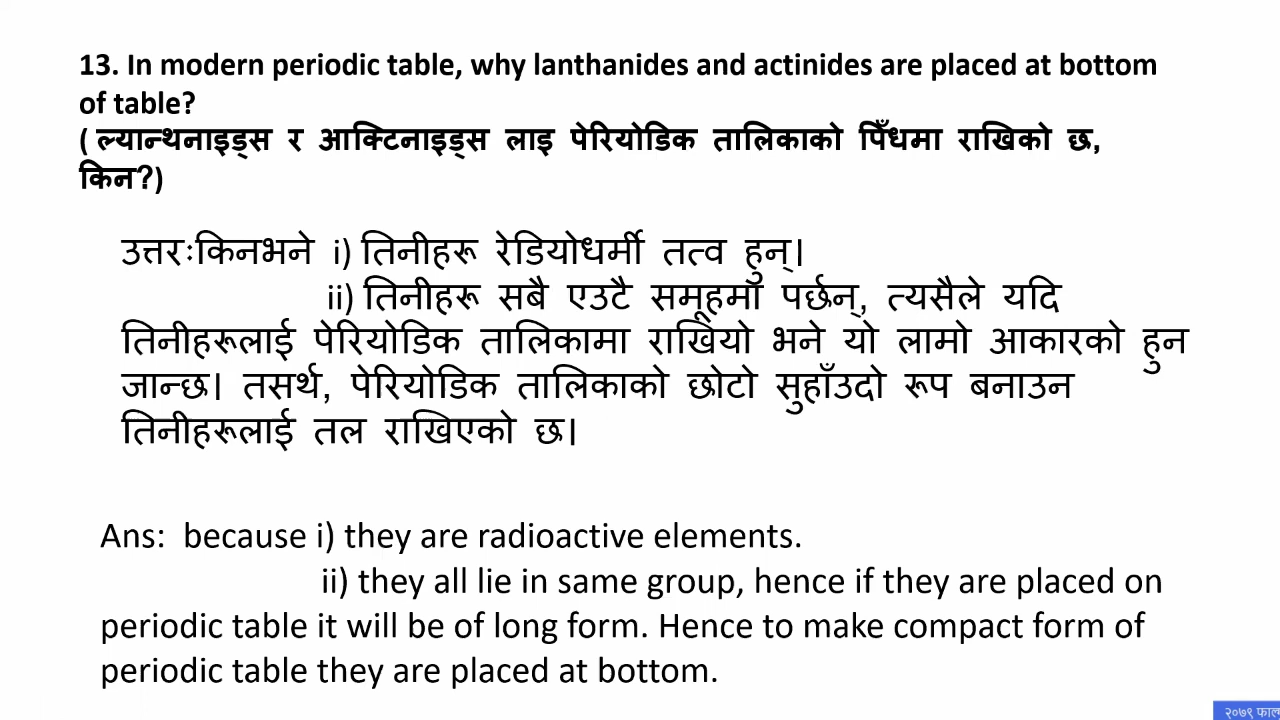 13. In modern periodic table, why lanthanides and actinides are placed at bottom
of table?
( ल्यान्थनाइड्स र आक्टिनाइड्स लाइ पेरियोडिक तालिकाको पिँधमा राखिको छ,
किन?)
उत्तरःकिनभने i) तिनीहरू रेडियोधर्मी तत्व हुन्।
ii) तिनीहरू सबै एउटै समूहमा पर्छन्, त्यसैले यदि
तिनीहरूलाई पेरियोडिक तालिकामा राखियो भने यो लामो आकारको हुन
जान्छ। तसर्थ, पेरियोडिक तालिकाको छोटो सुहाँउदो रूप बनाउन
तिनीहरूलाई तल राखिएको छ।
Ans: because i) they are radioactive elements.
ii) they all lie in same group, hence if they are placed on
periodic table it will be of long form. Hence to make compact form of
periodic table they are placed at bottom.
२०७९